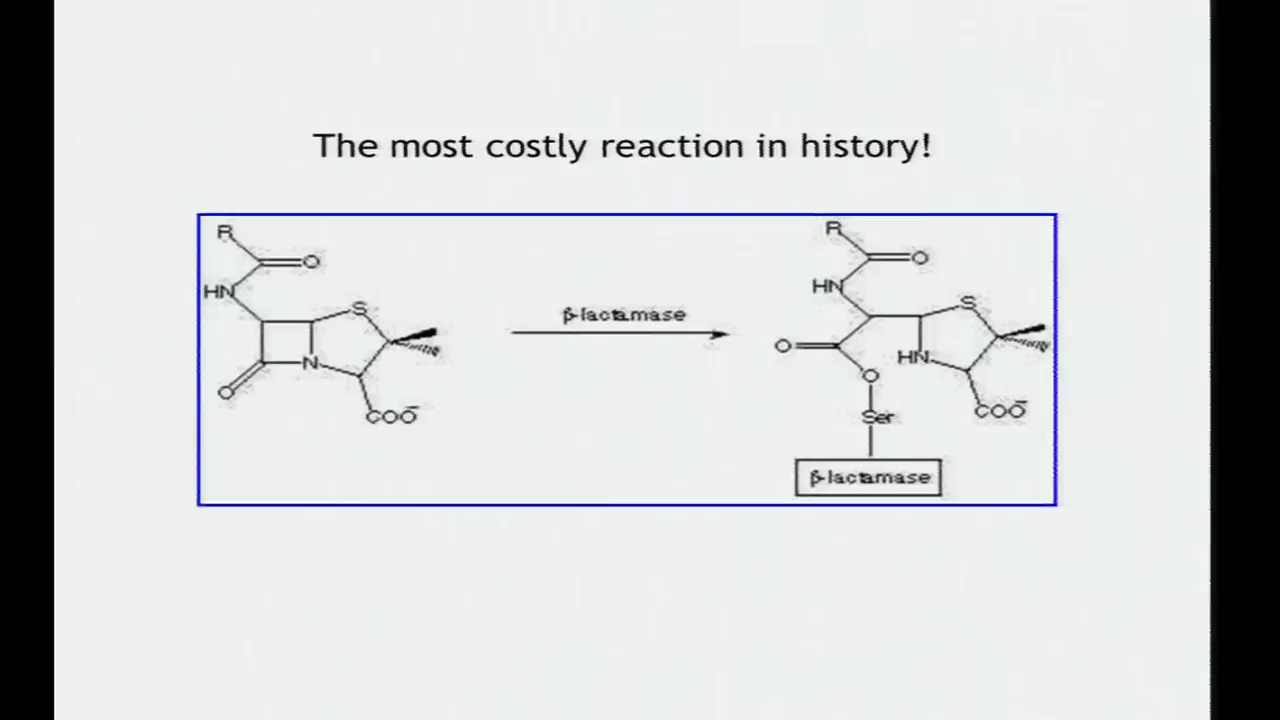 The most costly reaction in history!
R
O
HN
S
N
O
COO⁻
β-lactamase
R
O
HN
S
O
HN
O
Ser
COO⁻
β-lactamase